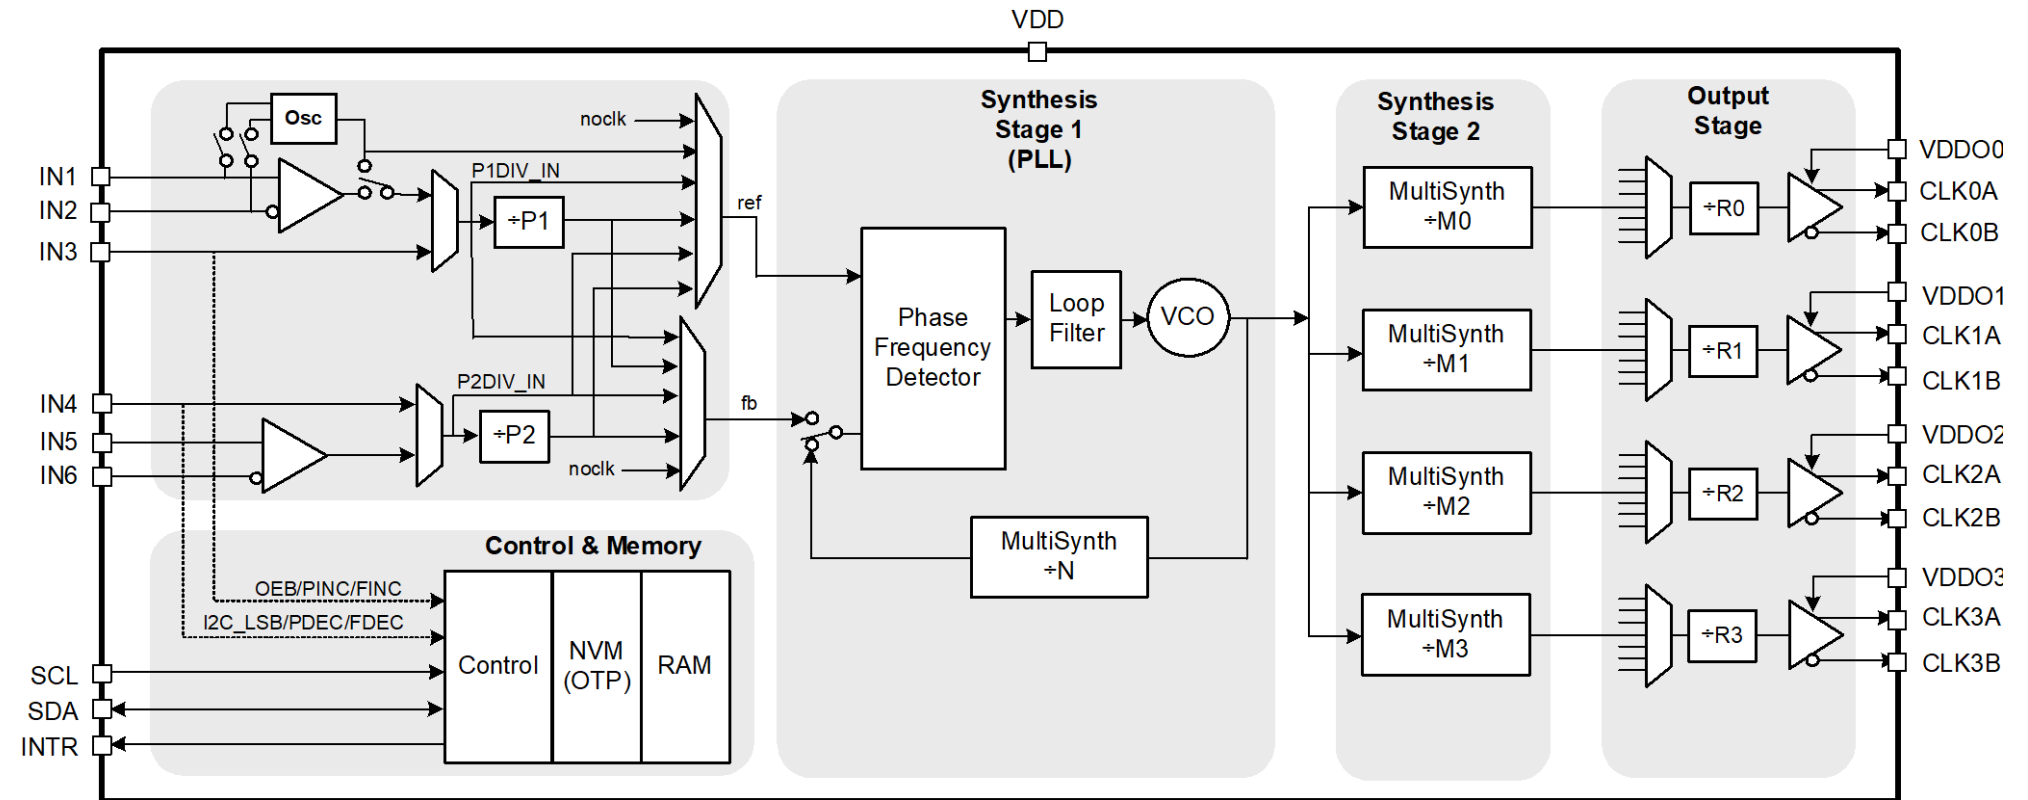 VDD
Osc
noclk
P1DIV_IN
÷P1
ref
IN1
IN2
IN3
IN4
IN5
IN6
P2DIV_IN
÷P2
noclk
fb
Control & Memory
OEB/PINC/FINC
I2C_LSB/PDEC/FDEC
Control
NVM
(OTP)
RAM
SCL
SDA
INTR
Synthesis
Stage 1
(PLL)
Phase
Frequency
Detector
Loop
Filter
VCO
MultiSynth
÷N
Synthesis
Stage 2
MultiSynth
÷M0
MultiSynth
÷M1
MultiSynth
÷M2
MultiSynth
÷M3
Output
Stage
÷R0
÷R1
÷R2
÷R3
VDDO0
CLK0A
CLK0B
VDDO1
CLK1A
CLK1B
VDDO2
CLK2A
CLK2B
VDDO3
CLK3A
CLK3B